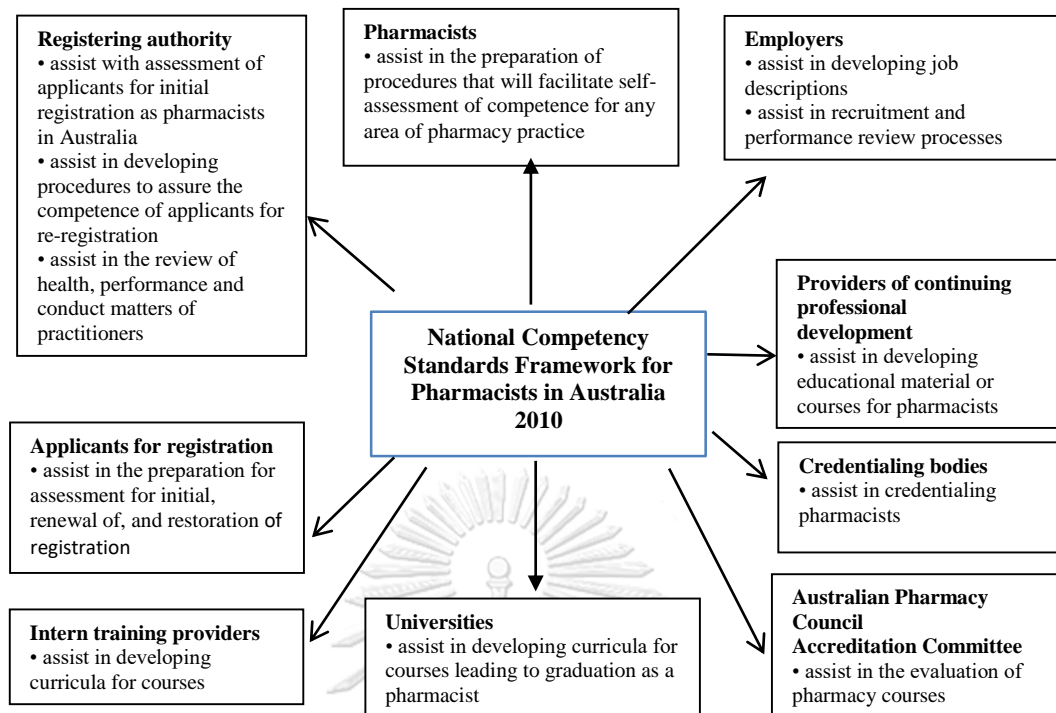 Registering authority
• assist with assessment of
applicants for initial
registration as pharmacists
in Australia
• assist in developing
procedures to assure the
competence of applicants for
re-registration
• assist in the review of
health, performance and
conduct matters of
practitioners
Pharmacists
• assist in the preparation of
procedures that will facilitate self-
assessment of competence for any
area of pharmacy practice
Employers
• assist in developing job
descriptions
• assist in recruitment and
performance review processes
National Competency
Standards Framework for
Pharmacists in Australia
2010
Providers of continuing
professional
development
• assist in developing
educational material or
courses for pharmacists
Applicants for registration
• assist in the preparation for
assessment for initial,
renewal of, and restoration of
registration
Credentialing bodies
• assist in credentialing
pharmacists
Intern training providers
• assist in developing
curricula for courses
Universities
• assist in developing curricula for
courses leading to graduation as a
pharmacist
Australian Pharmacy
Council
Accreditation Committee
• assist in the evaluation of
pharmacy courses